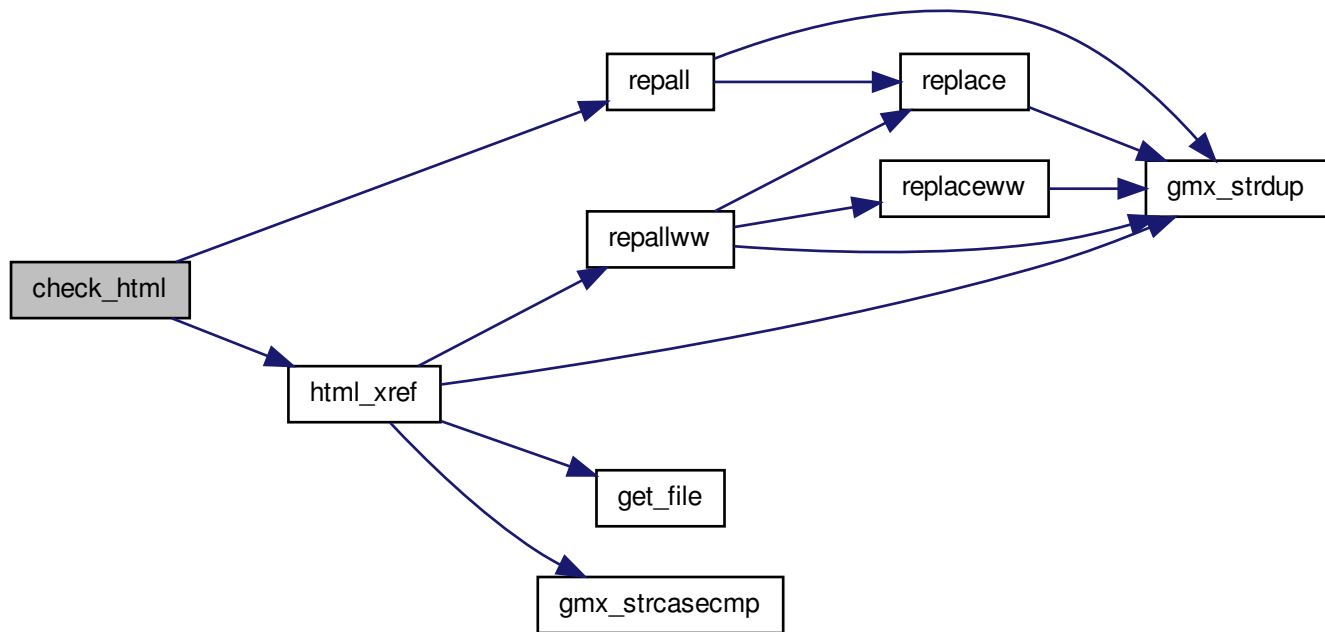 repall
replace
replaceww
gmx_strdup
repallww
check_html
html_xref
get_file
gmx_strcasecmp